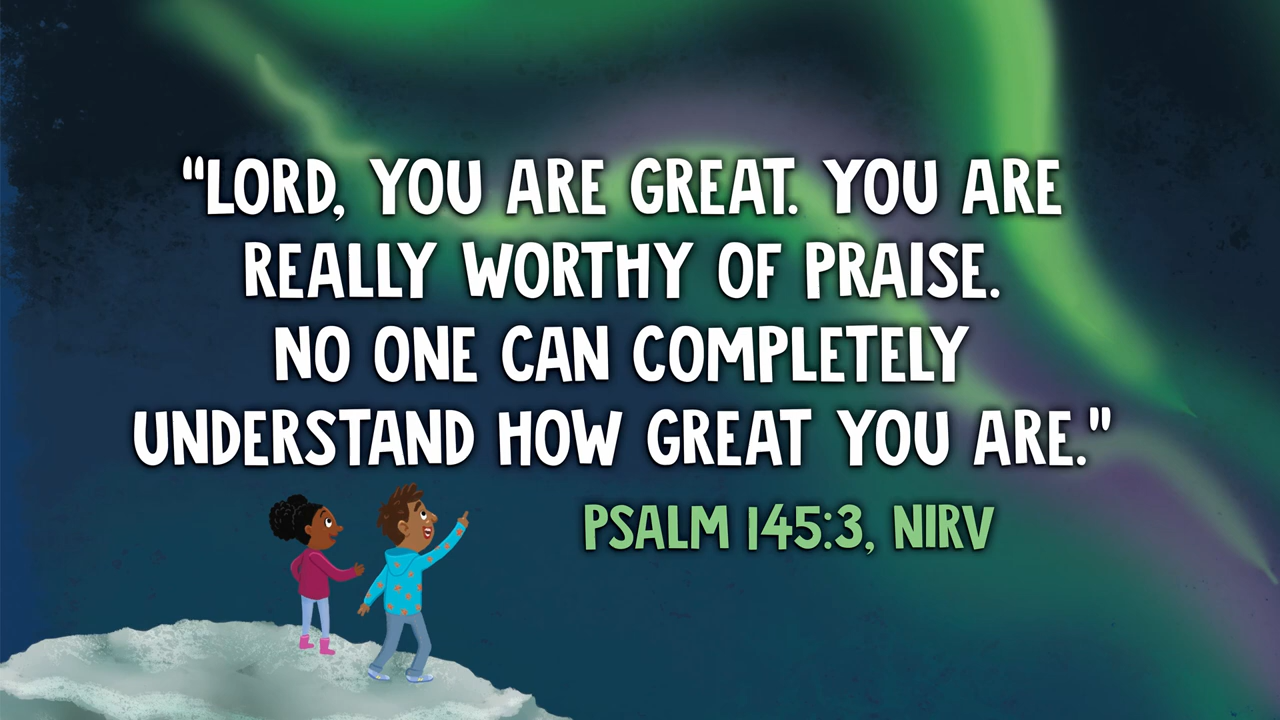 “LORD, YOU ARE GREAT. YOU ARE
REALLY WORTHY OF PRAISE.
NO ONE CAN COMPLETELY
UNDERSTAND HOW GREAT YOU ARE."
PSALM 145:3, NIRV